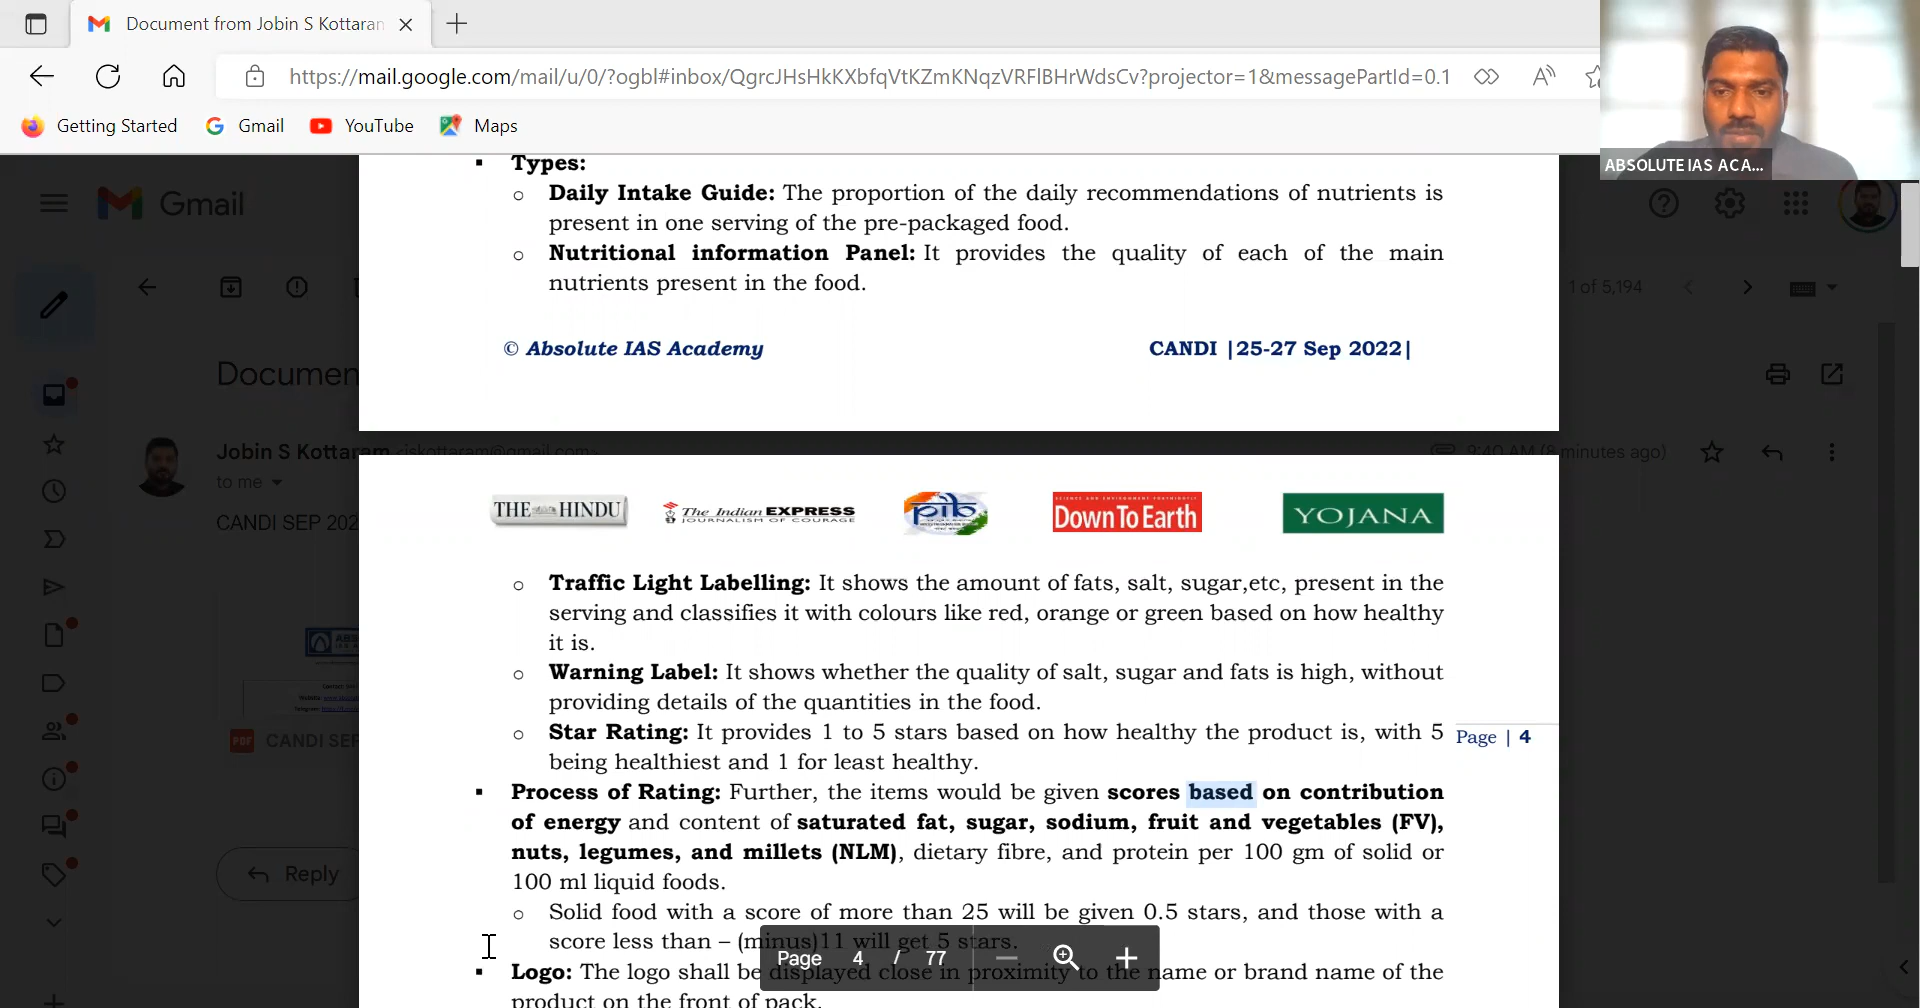 Document from Jobin S Kottaran
https://mail.google.com/mail/u/0/?ogbl#inbox/QgrcJHsHkKXbfqVtKZmKNqzVRFlBHrWdsCv?projector=1&messagePartId=0.1
Getting Started Gmail YouTube Maps
ABSOLUTE IAS ACA...
Gmail
Types:
Daily Intake Guide: The proportion of the daily recommendations of nutrients is
present in one serving of the pre-packaged food.
Nutritional information Panel: It provides the quality of each of the main
nutrients present in the food.
1 of 5,194
© Absolute IAS Academy CANDI |25-27 Sep 2022|
Documen
Jobin S Kottaram <jskottaram@gmail.com> 9:40 AM (8 minutes ago)
to me
CANDI SEP 202
THE HINDU The Indian EXPRESS JOURNALISM OF COURAGE pib Down To Earth YOJANA
Traffic Light Labelling: It shows the amount of fats, salt, sugar,etc, present in the
serving and classifies it with colours like red, orange or green based on how healthy
it is.
Warning Label: It shows whether the quality of salt, sugar and fats is high, without
providing details of the quantities in the food.
Star Rating: It provides 1 to 5 stars based on how healthy the product is, with 5
being healthiest and 1 for least healthy.
Page | 4
PDF CANDI SEP
Process of Rating: Further, the items would be given scores based on contribution
of energy and content of saturated fat, sugar, sodium, fruit and vegetables (FV),
nuts, legumes, and millets (NLM), dietary fibre, and protein per 100 gm of solid or
100 ml liquid foods.
Reply
Solid food with a score of more than 25 will be given 0.5 stars, and those with a
score less than – (minus)11 will get 5 stars.
Page 4 / 77
Logo: The logo shall be displayed close in proximity to the name or brand name of the
product on the front of pack.